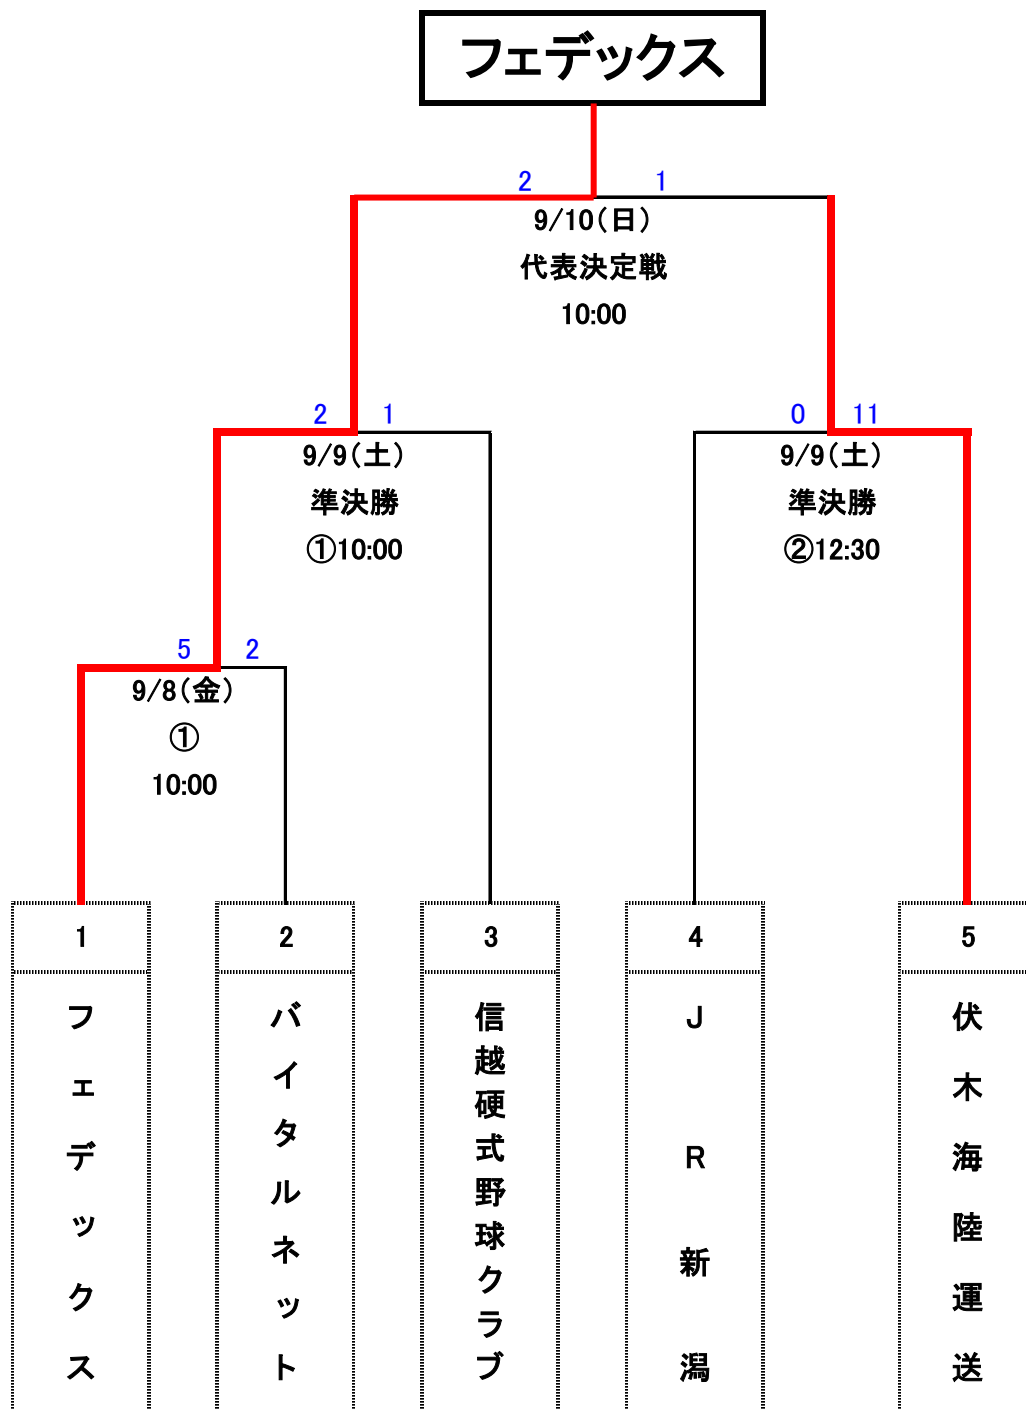 フェデックス
2 1
9/10(日)
代表決定戦
10:00
2 1
0 11
9/9(土)
準決勝
①10:00
9/9(土)
準決勝
②12:30
5 2
9/8(金)
①
10:00
1
2
3
4
5
フェデックス
バイタルネット
信越硬式野球クラブ
JR新潟
伏木海陸運送